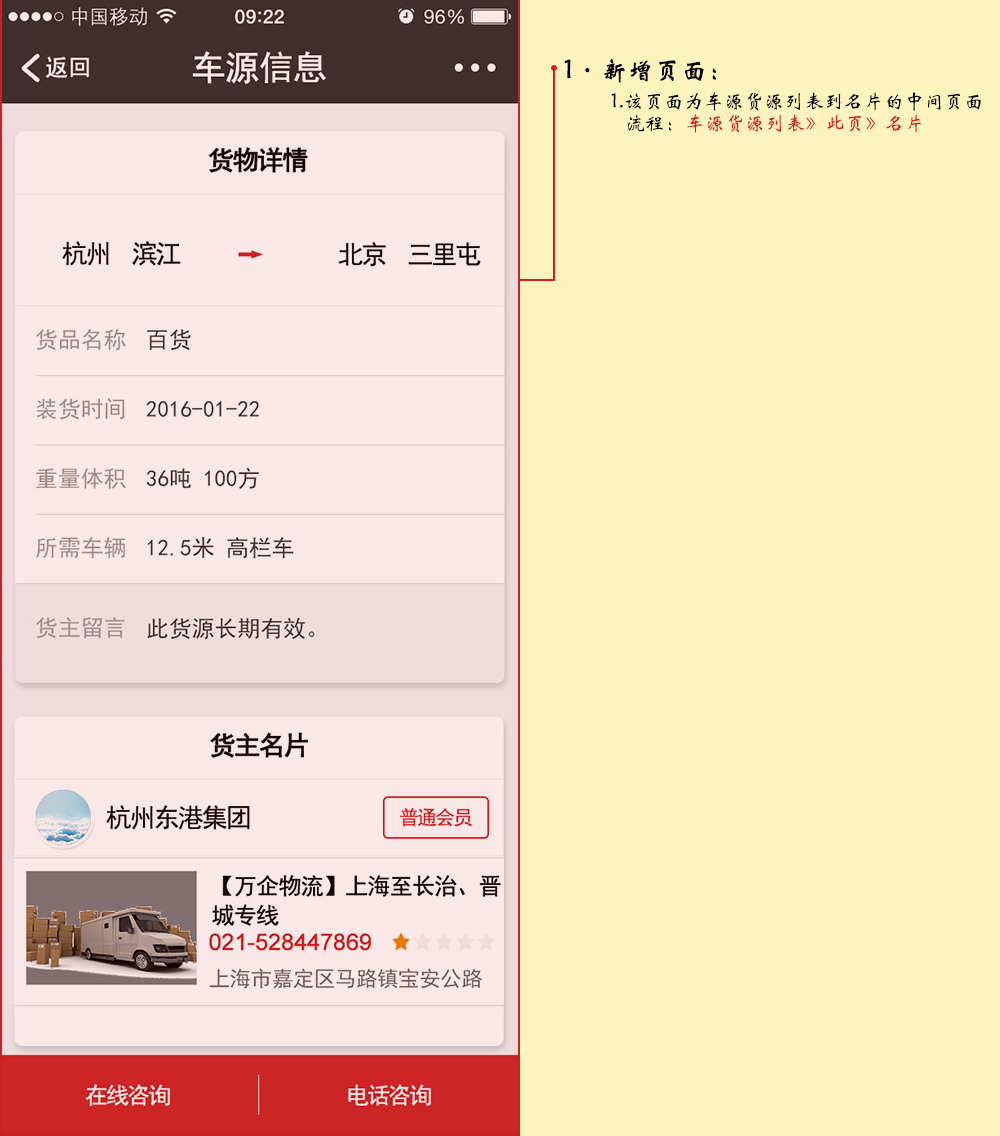 中国移动 09:22 96%
返回 车源信息
货物详情
杭州 滨江 北京 三里屯
货品名称 百货
装货时间 2016-01-22
重量体积 36吨 100方
所需车辆 12.5米 高栏车
货主留言 此货源长期有效。
货主名片
杭州东港集团 普通会员
【万企物流】上海至长治、晋
城专线
021-528447869
上海市嘉定区马路镇宝安公路
在线咨询 电话咨询
1·新增页面：
1.该页面为车源货源列表到名片的中间页面
流程：车源货源列表》此页》名片